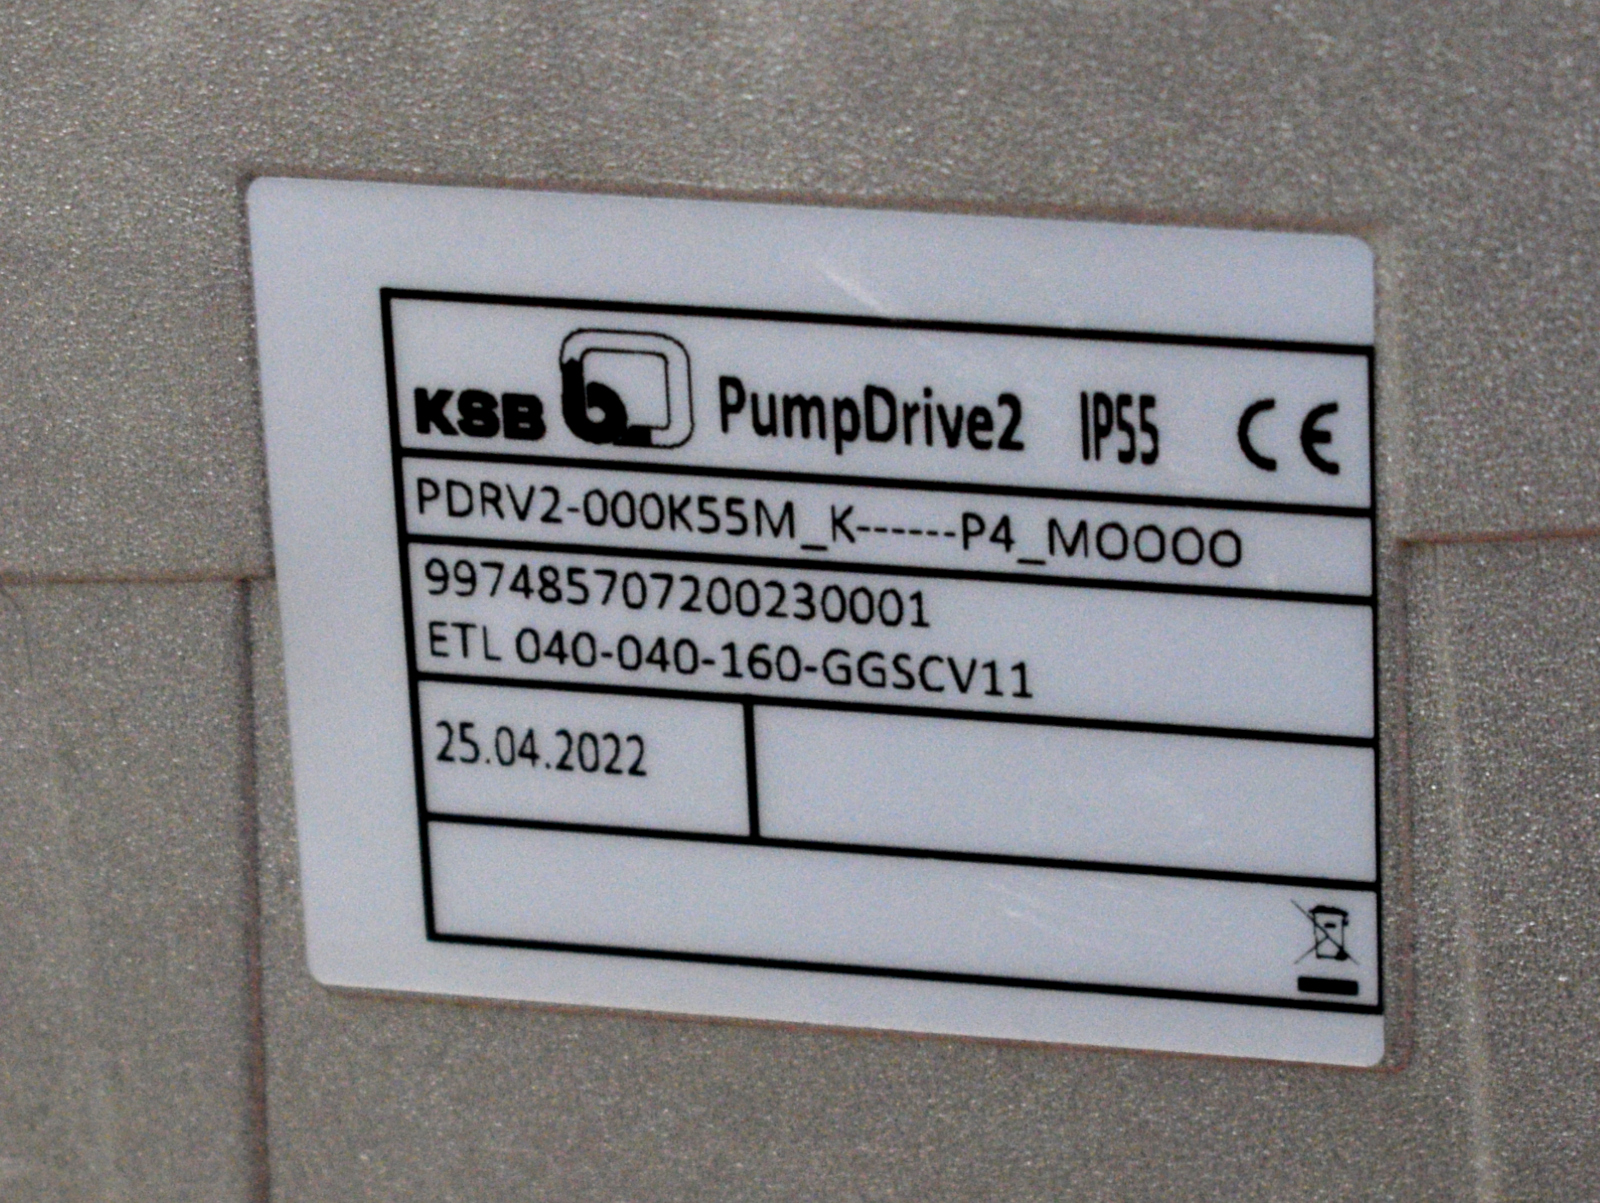 KSB b PumpDrive2 IP55 CE
PDRV2-000K55M_K------P4_MOOOO
997485707200230001
ETL 040-040-160-GGSCV11
25.04.2022